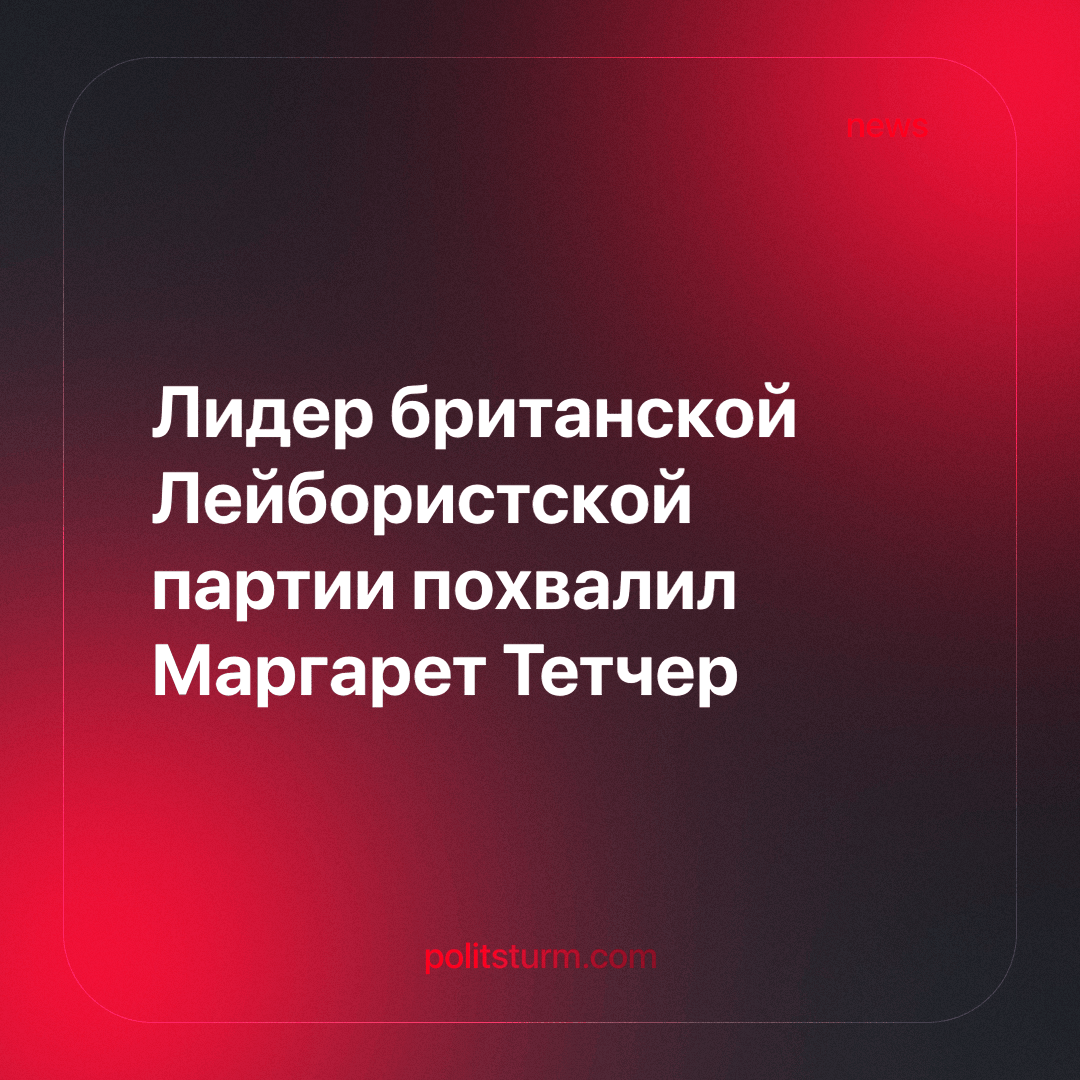 news
Лидер британской
Лейбористской
партии похвалил
Маргарет Тетчер
politsturm.com